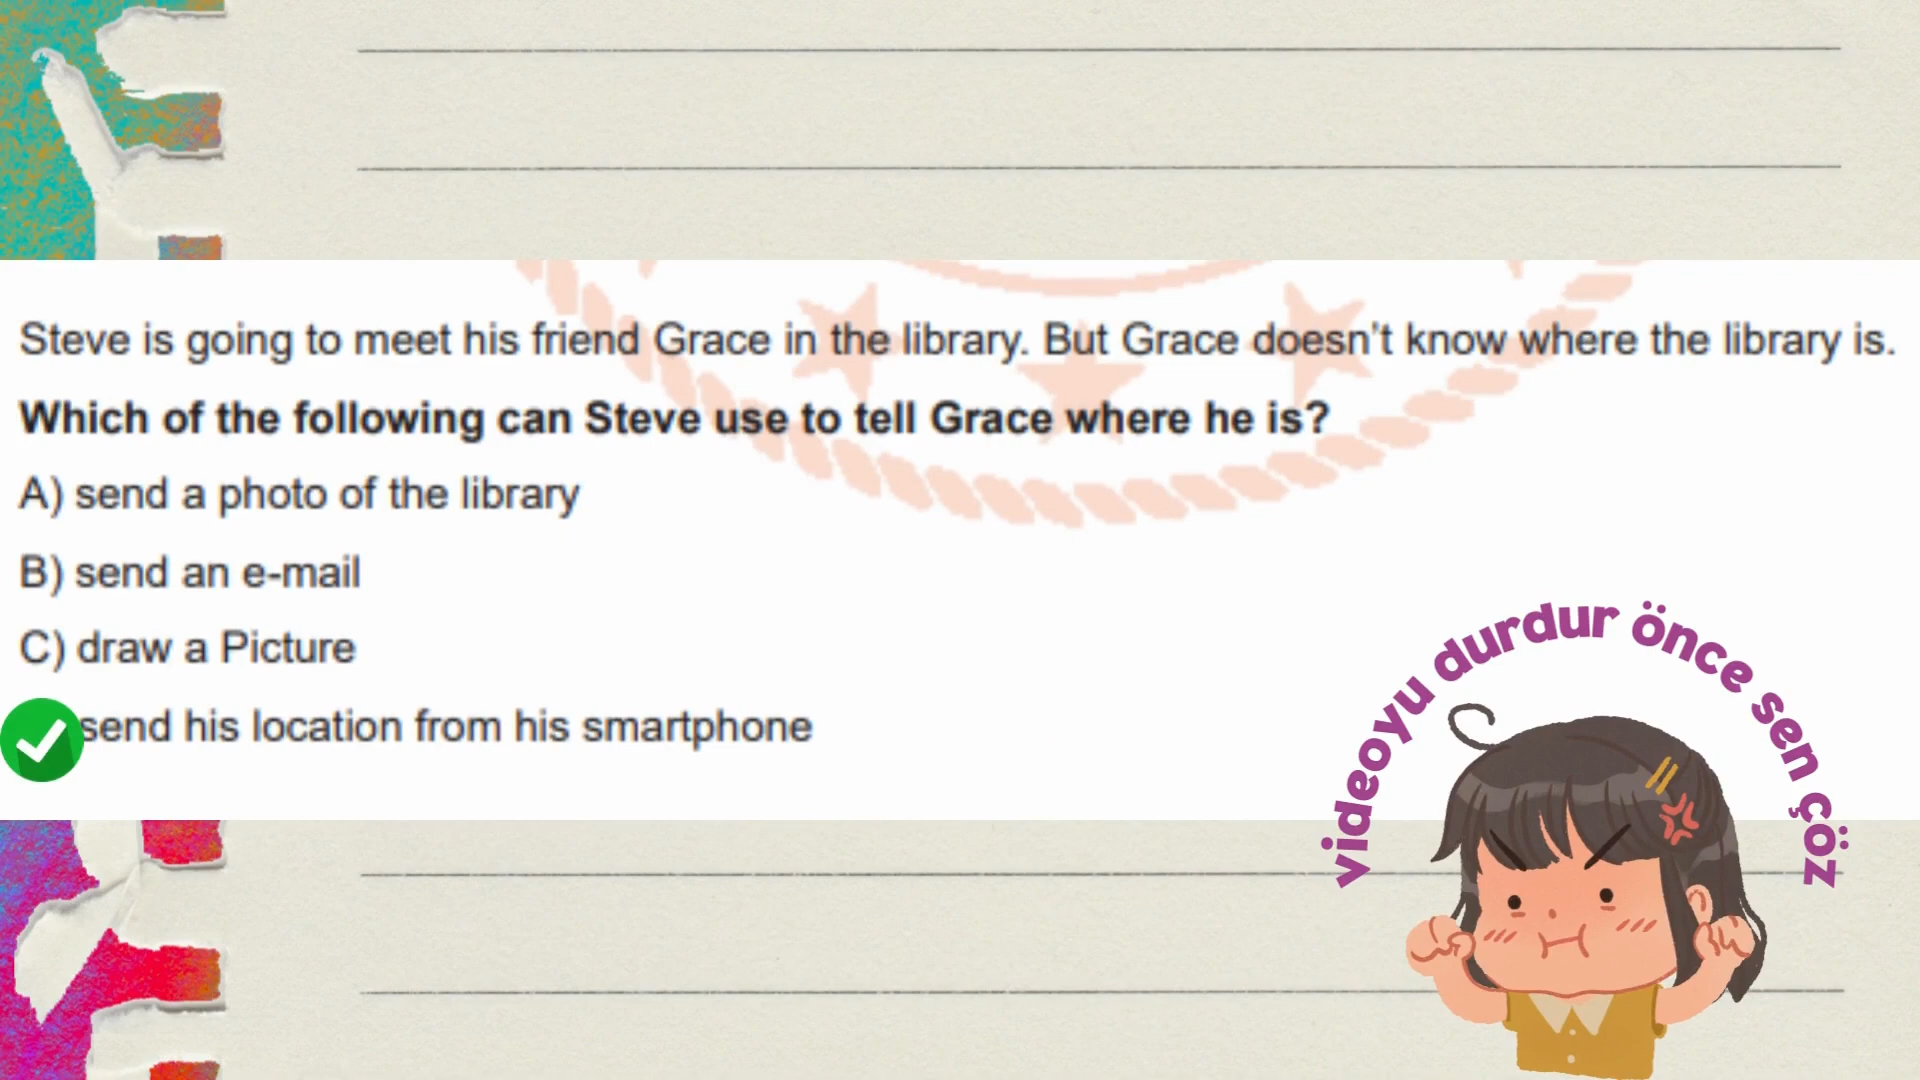 Steve is going to meet his friend Grace in the library. But Grace doesn't know where the library is.
Which of the following can Steve use to tell Grace where he is?
A) send a photo of the library
B) send an e-mail
C) draw a Picture
send his location from his smartphone
videoyu durdur önce sen çöz